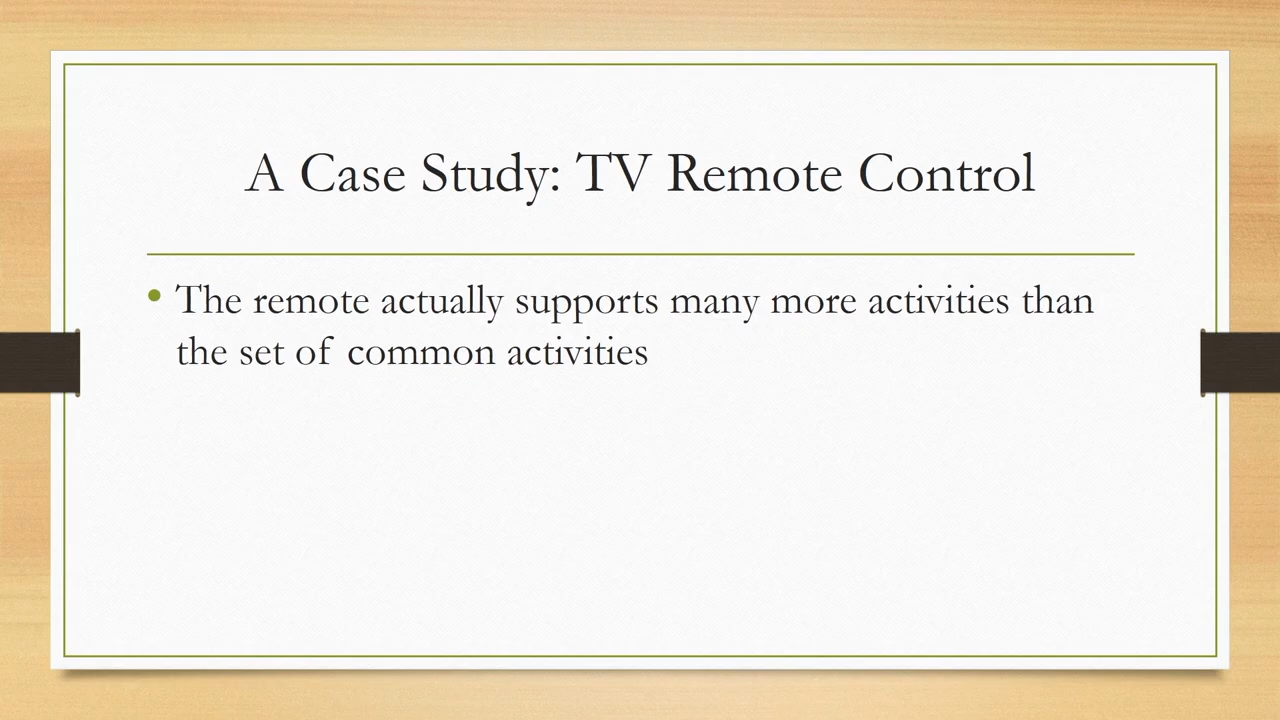 A Case Study: TV Remote Control
• The remote actually supports many more activities than
the set of common activities